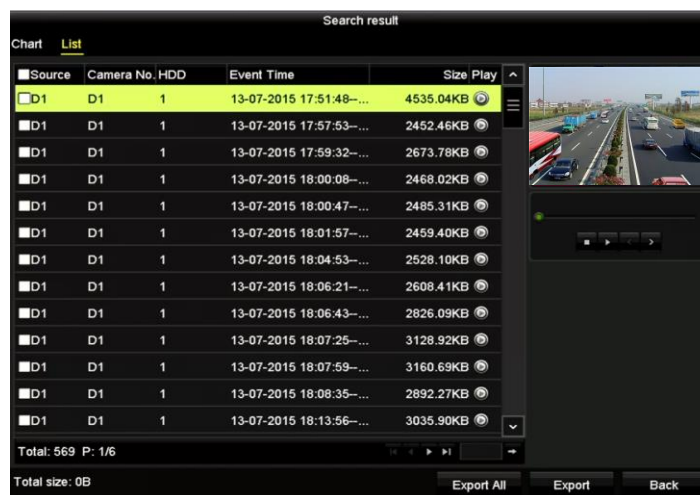 Search result
Chart List
Source Camera No. HDD Event Time Size Play
D1 D1 1 13-07-2015 17:51:48--... 4535.04KB
D1 D1 1 13-07-2015 17:57:53--... 2452.46KB
D1 D1 1 13-07-2015 17:59:32--... 2673.78KB
D1 D1 1 13-07-2015 18:00:08--... 2468.02KB
D1 D1 1 13-07-2015 18:00:47--... 2485.31KB
D1 D1 1 13-07-2015 18:01:57--... 2459.40KB
D1 D1 1 13-07-2015 18:04:53--... 2528.10KB
D1 D1 1 13-07-2015 18:06:21--... 2608.41KB
D1 D1 1 13-07-2015 18:06:43--... 2826.09KB
D1 D1 1 13-07-2015 18:07:25--... 3128.92KB
D1 D1 1 13-07-2015 18:07:59--... 3160.69KB
D1 D1 1 13-07-2015 18:08:35--... 2892.27KB
D1 D1 1 13-07-2015 18:13:56--... 3035.90KB
Total: 569 P: 1/6
Total size: 0B Export All Export Back